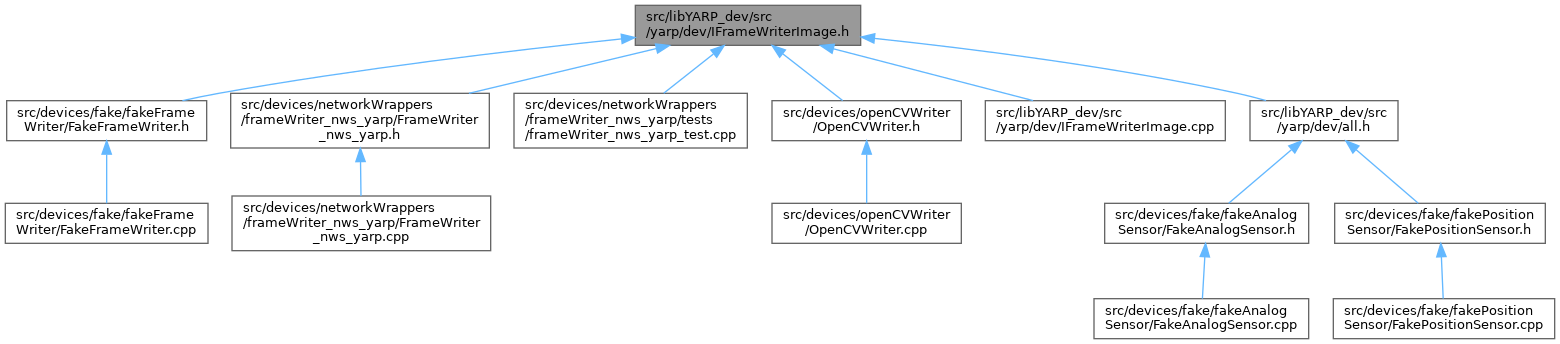 src/libYARP_dev/src
/yarp/dev/IFrameWriterImage.h
src/devices/fake/fakeFrame
Writer/FakeFrameWriter.h
src/devices/networkWrappers
/frameWriter_nws_yarp/FrameWriter
_nws_yarp.h
src/devices/networkWrappers
/frameWriter_nws_yarp/tests
/frameWriter_nws_yarp_test.cpp
src/devices/openCVWriter
/OpenCVWriter.h
src/libYARP_dev/src
/yarp/dev/IFrameWriterImage.cpp
src/libYARP_dev/src
/yarp/dev/all.h
src/devices/fake/fakeFrame
Writer/FakeFrameWriter.cpp
src/devices/networkWrappers
/frameWriter_nws_yarp/FrameWriter
_nws_yarp.cpp
src/devices/openCVWriter
/OpenCVWriter.cpp
src/devices/fake/fakeAnalog
Sensor/FakeAnalogSensor.h
src/devices/fake/fakePosition
Sensor/FakePositionSensor.h
src/devices/fake/fakeAnalog
Sensor/FakeAnalogSensor.cpp
src/devices/fake/fakePosition
Sensor/FakePositionSensor.cpp